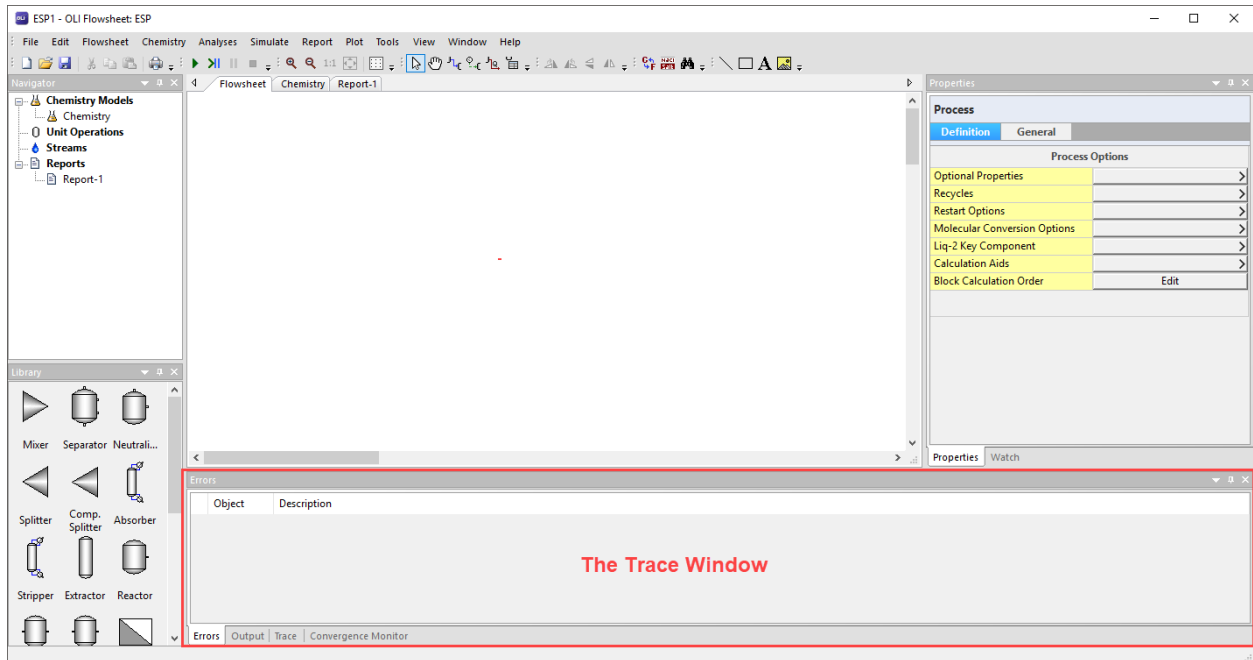 ESP1 - OLI Flowsheet: ESP
File Edit Flowsheet Chemistry Analyses Simulate Report Plot Tools View Window Help
1:1 A
Navigator
Chemistry Models
Chemistry
Unit Operations
Streams
Reports
Report-1
Flowsheet Chemistry Report-1
Library
Mixer Separator Neutrali...
Splitter Comp. Splitter Absorber
Stripper Extractor Reactor
Properties
Process
Definition General
Process Options
Optional Properties
Recycles
Restart Options
Molecular Conversion Options
Liq-2 Key Component
Calculation Aids
Block Calculation Order Edit
Properties Watch
Errors
Object Description
The Trace Window
Errors Output Trace Convergence Monitor